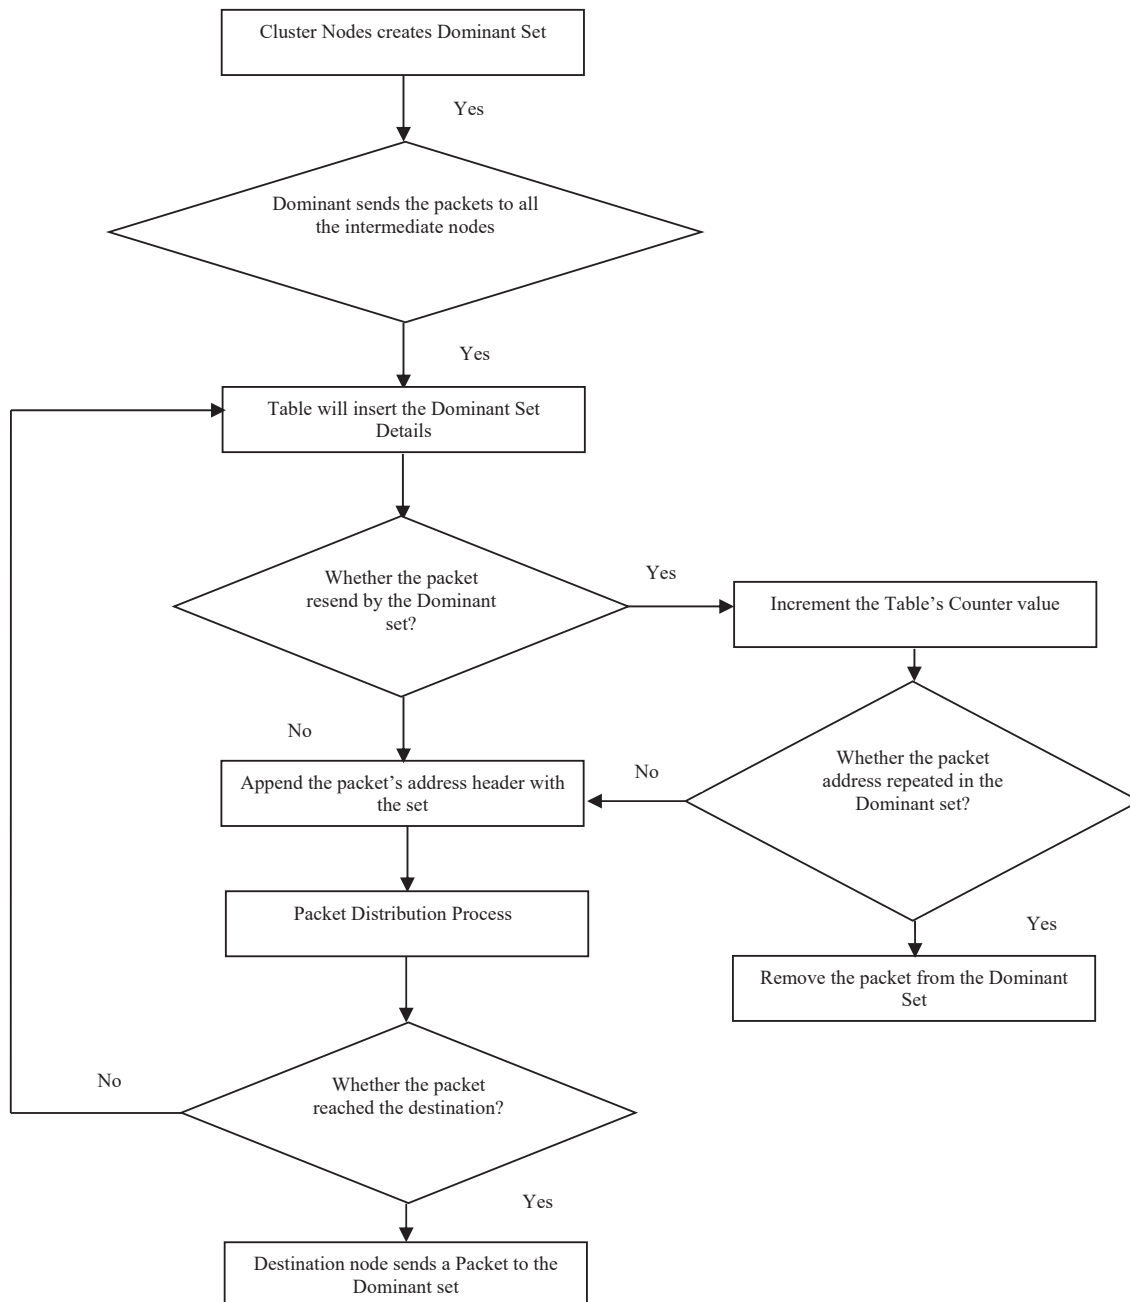 Cluster Nodes creates Dominant Set
Yes
Dominant sends the packets to all
the intermediate nodes
Yes
Table will insert the Dominant Set
Details
Whether the packet
resend by the Dominant
set?
Yes
Increment the Table's Counter value
No
Whether the packet
address repeated in the
Dominant set?
No
Append the packet's address header with
the set
Packet Distribution Process
Yes
Remove the packet from the Dominant
Set
No
Whether the packet
reached the destination?
Yes
Destination node sends a Packet to the
Dominant set